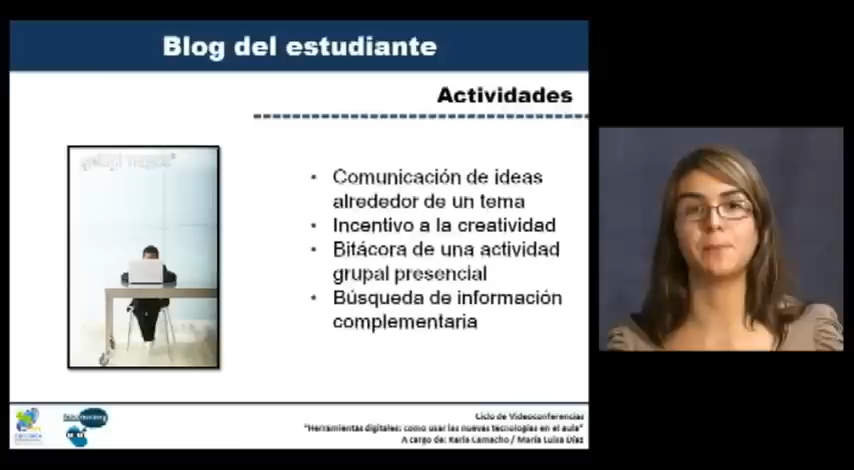 Blog del estudiante
Actividades
• Comunicación de ideas
alrededor de un tema
• Incentivo a la creatividad
• Bitácora de una actividad
grupal presencial
• Búsqueda de información
complementaria
Ciclo de Videoconferencias
"Herramientas digitales: como usar las nuevas tecnologías en el aula"
A cargo de: Karla Camacho / María Luisa Díaz